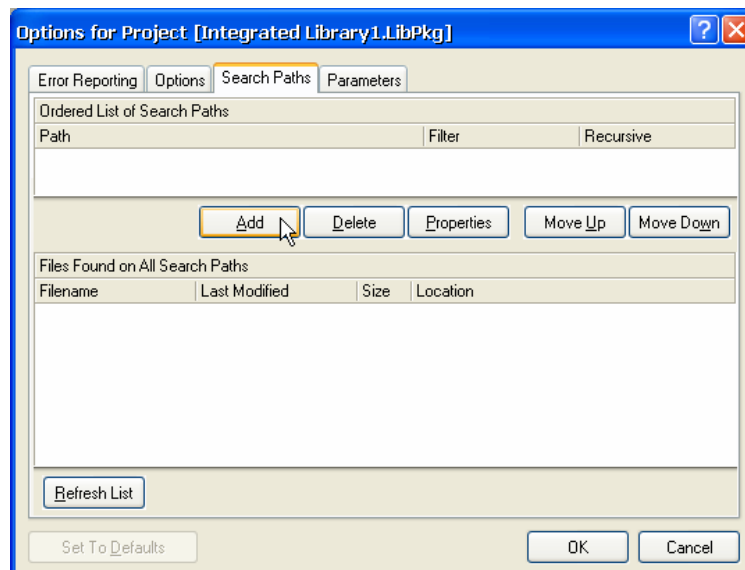 Options for Project [Integrated Library1.LibPkg]
Error Reporting Options Search Paths Parameters
Ordered List of Search Paths
Path Filter Recursive
Add Delete Properties Move Up Move Down
Files Found on All Search Paths
Filename Last Modified Size Location
Refresh List
Set To Defaults OK Cancel